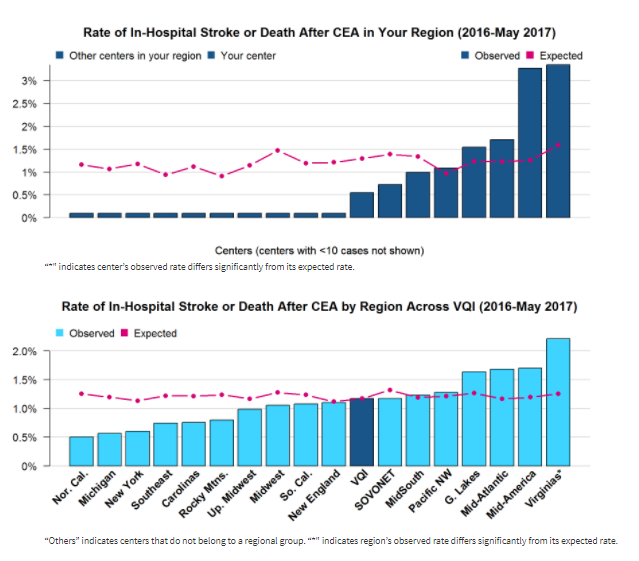 Rate of In-Hospital Stroke or Death After CEA in Your Region (2016-May 2017)
Other centers in your region Your center Observed Expected
3%
2.5%
2%
1.5%
1%
0.5%
0%
Centers (centers with <10 cases not shown)
"*" indicates center's observed rate differs significantly from its expected rate.
Rate of In-Hospital Stroke or Death After CEA by Region Across VQI (2016-May 2017)
Observed Expected
2.0%
1.5%
1.0%
0.5%
0%
Nor. Cal.
Michigan
New York
Southeast
Carolinas
Rocky Mtns.
Up. Midwest
Midwest
So. Cal.
New England
VQI
SOVONET
MidSouth
Pacific NW
G. Lakes
Mid-Atlantic
Mid-America
Virginias*
"Others" indicates centers that do not belong to a regional group. "*" indicates region's observed rate differs significantly from its expected rate.